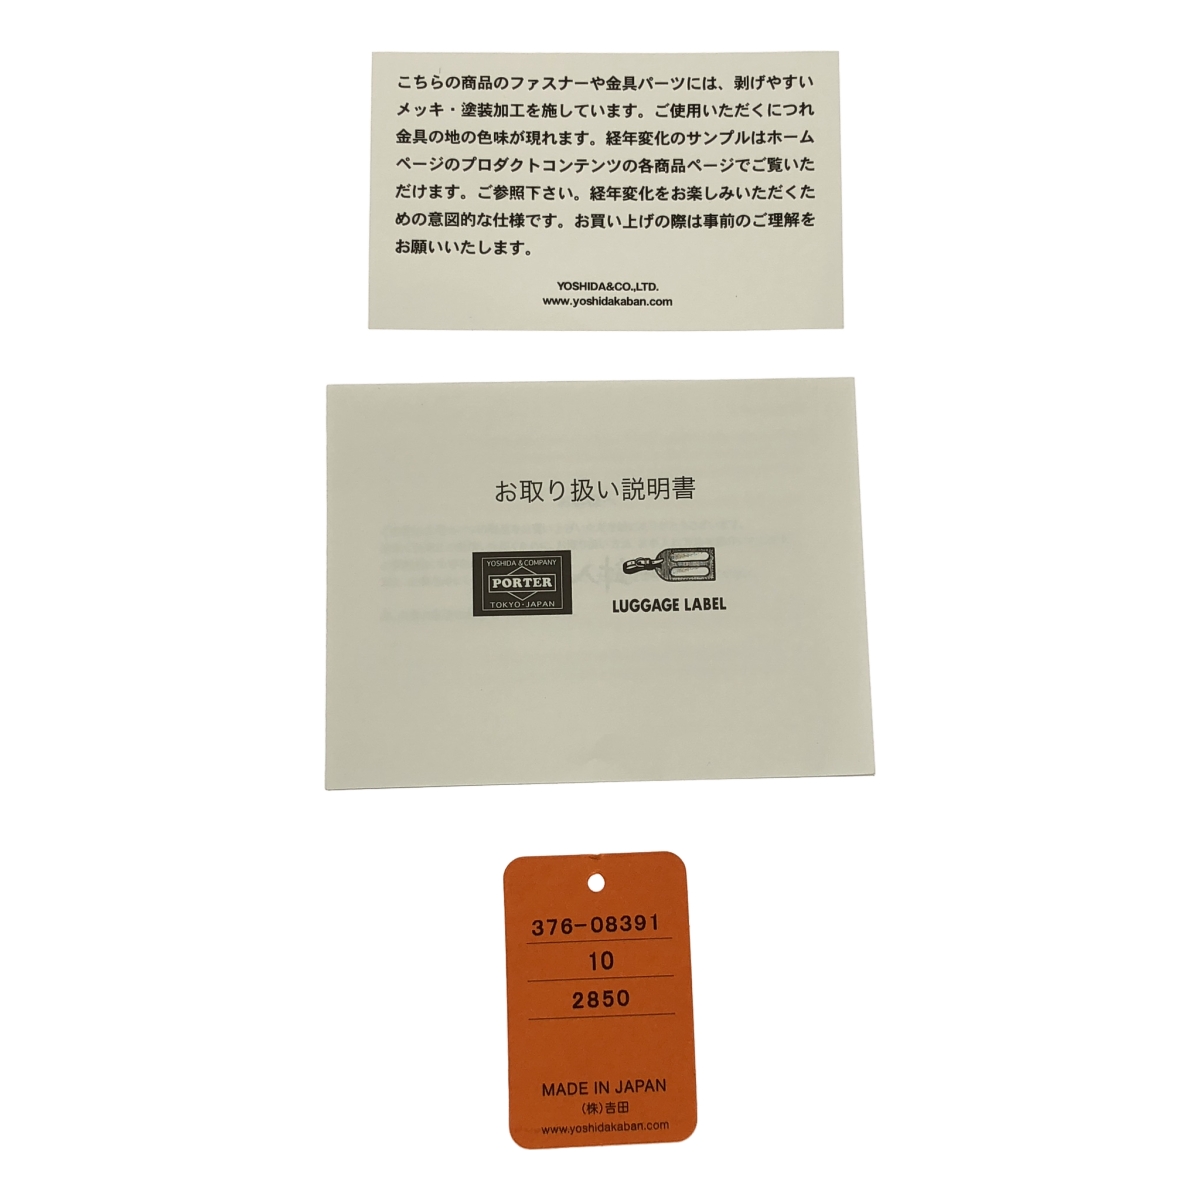 こちらの商品のファスナーや金具パーツには、剥げやすい
メッキ・塗装加工を施しています。ご使用いただくにつれ
金具の地の色味が現れます。経年変化のサンプルはホーム
ページのプロダクトコンテンツの各商品ページでご覧いた
だけます。ご参照下さい。経年変化をお楽しみいただくた
めの意図的な仕様です。お買い上げの際は事前のご理解を
お願いいたします。
YOSHIDA&CO.,LTD.
www.yoshidakaban.com
お取り扱い説明書
YOSHIDA & COMPANY
PORTER
TOKYO-JAPAN
LUGGAGE LABEL
376-08391
10
2850
MADE IN JAPAN
(株)𠮷田
www.yoshidakaban.com